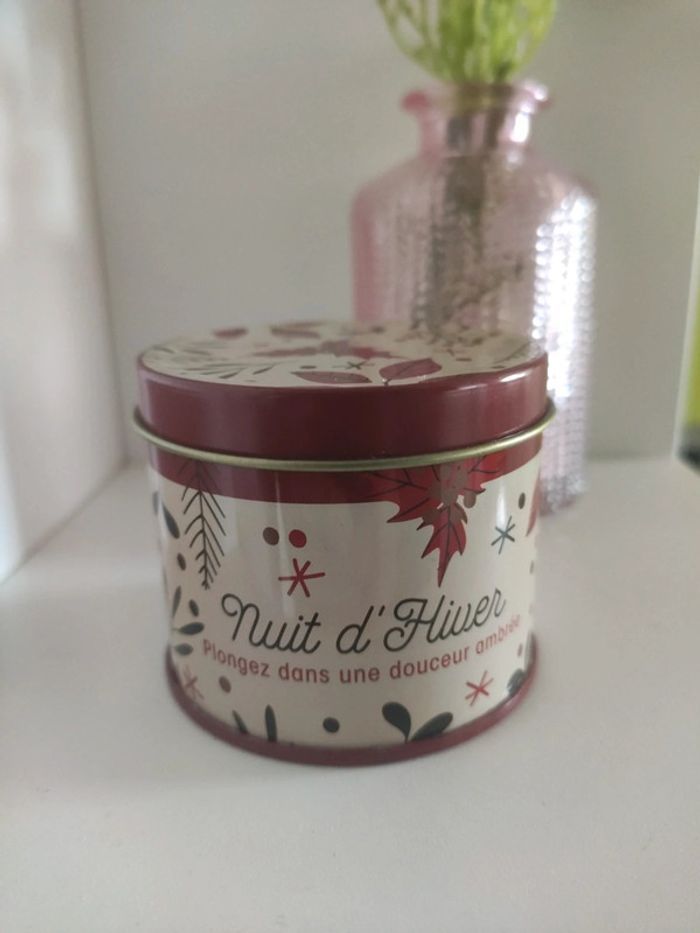 Nuit d'Hiver
Plongez dans une douceur ambrée